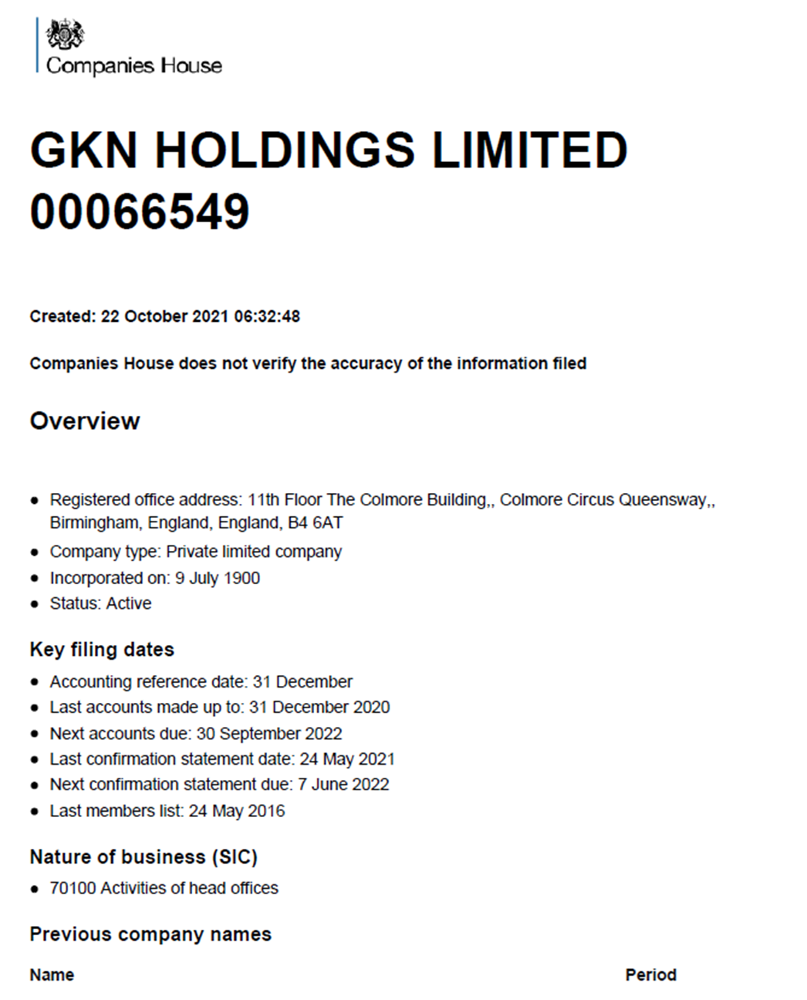 Companies House
GKN HOLDINGS LIMITED
00066549
Created: 22 October 2021 06:32:48
Companies House does not verify the accuracy of the information filed
Overview
● Registered office address: 11th Floor The Colmore Building,, Colmore Circus Queensway,,
Birmingham, England, England, B4 6AT
● Company type: Private limited company
● Incorporated on: 9 July 1900
● Status: Active
Key filing dates
● Accounting reference date: 31 December
● Last accounts made up to: 31 December 2020
● Next accounts due: 30 September 2022
● Last confirmation statement date: 24 May 2021
● Next confirmation statement due: 7 June 2022
● Last members list: 24 May 2016
Nature of business (SIC)
● 70100 Activities of head offices
Previous company names
Name Period